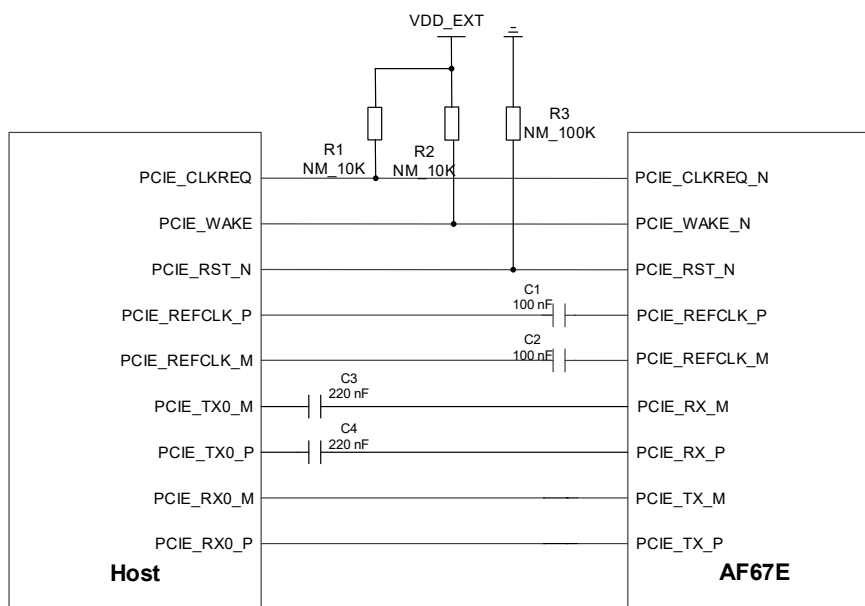 VDD_EXT
R3
NM_100K
R1
NM_10K
R2
NM_10K
PCIE_CLKREQ
PCIE_CLKREQ_N
PCIE_WAKE
PCIE_WAKE_N
PCIE_RST_N
PCIE_RST_N
C1
100 nF
PCIE_REFCLK_P
PCIE_REFCLK_P
C2
100 nF
PCIE_REFCLK_M
PCIE_REFCLK_M
C3
220 nF
PCIE_TX0_M
PCIE_RX_M
C4
220 nF
PCIE_TX0_P
PCIE_RX_P
PCIE_RX0_M
PCIE_TX_M
PCIE_RX0_P
PCIE_TX_P
Host
AF67E